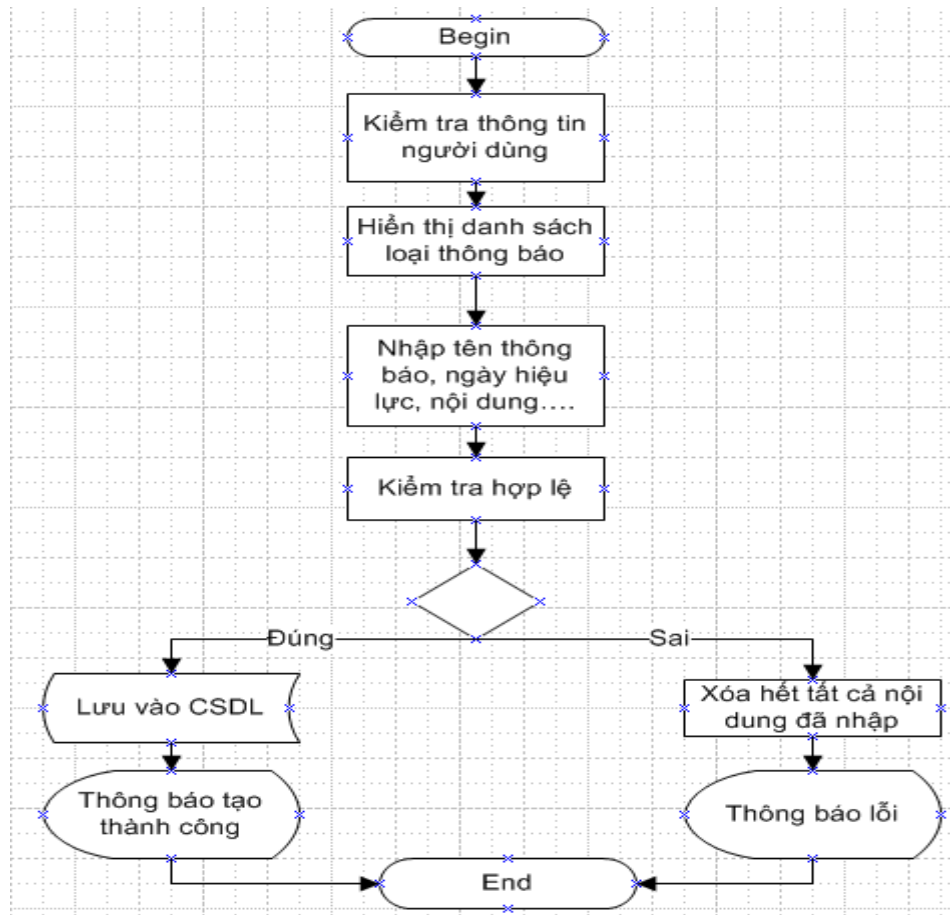 Begin
Kiểm tra thông tin
người dùng
Hiển thị danh sách
loại thông báo
Nhập tên thông
báo, ngày hiệu
lực, nội dung....
Kiểm tra hợp lệ
Đúng
Sai
Lưu vào CSDL
Xóa hết tất cả nội
dung đã nhập
Thông báo tạo
thành công
Thông báo lỗi
End